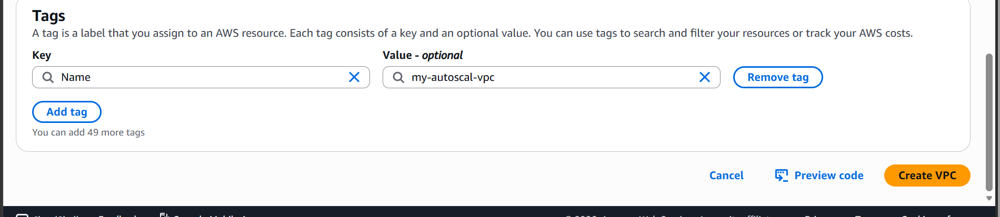 Tags
A tag is a label that you assign to an AWS resource. Each tag consists of a key and an optional value. You can use tags to search and filter your resources or track your AWS costs.
Key
Value - optional
Name
my-autoscal-vpc
Remove tag
Add tag
You can add 49 more tags
Cancel
Preview code
Create VPC